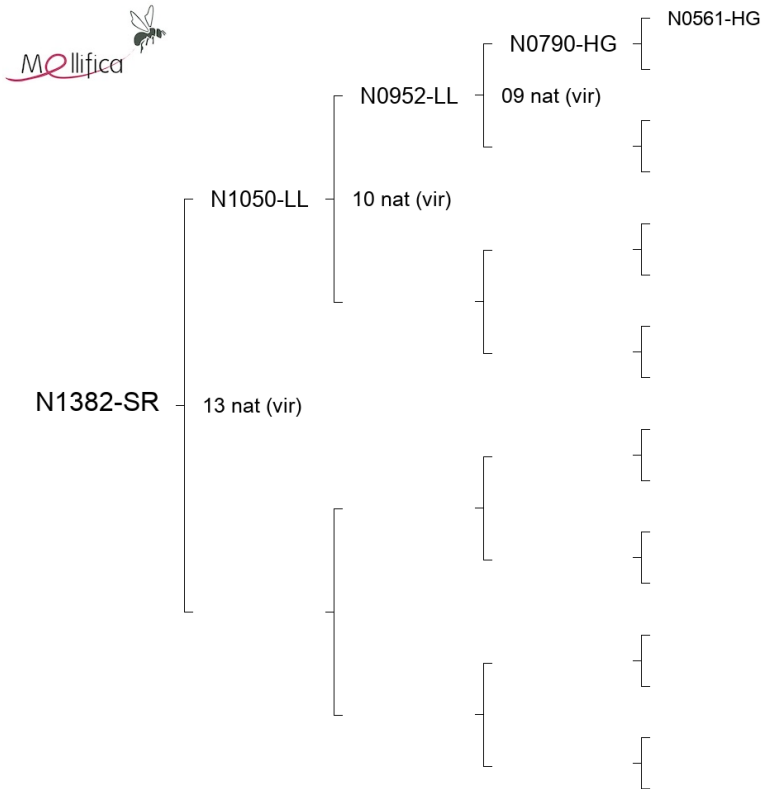 Mellifica
N0561-HG
N0790-HG
N0952-LL
09 nat (vir)
N1050-LL
10 nat (vir)
N1382-SR
13 nat (vir)